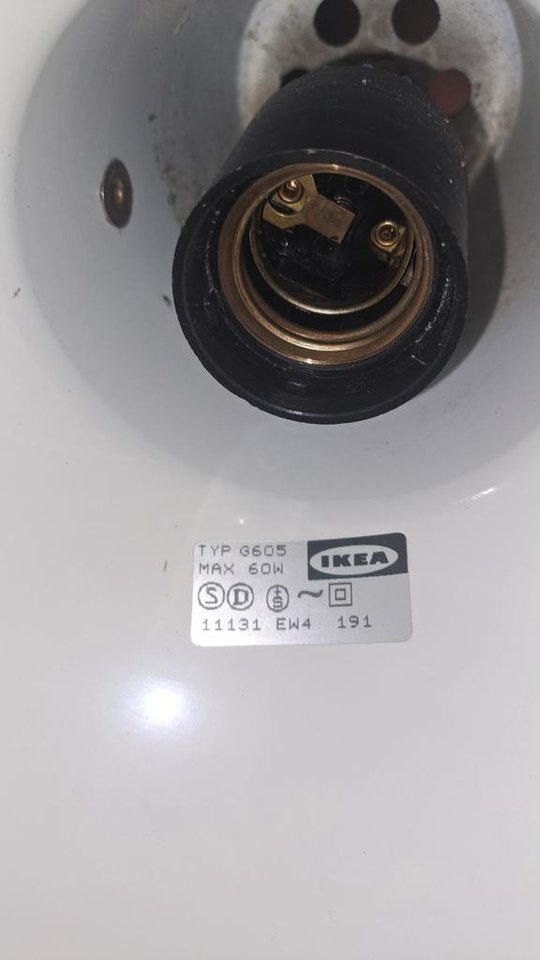 TYP G605
IKEA
MAX 60W
S D S ~
11131 EW4 191